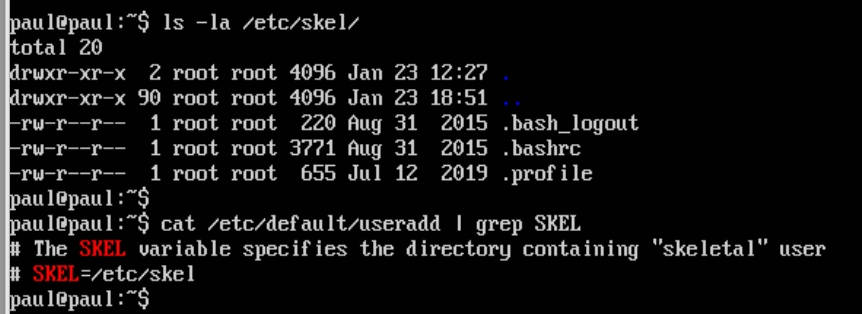 paul@paul:~$ ls -la /etc/skel/
total 20
drwxr-xr-x  2 root root 4096 Jan 23 12:27 .
drwxr-xr-x 90 root root 4096 Jan 23 18:51 ..
-rw-r--r--  1 root root  220 Aug 31  2015 .bash_logout
-rw-r--r--  1 root root 3771 Aug 31  2015 .bashrc
-rw-r--r--  1 root root  655 Jul 12  2019 .profile
paul@paul:~$
paul@paul:~$ cat /etc/default/useradd | grep SKEL
# The SKEL variable specifies the directory containing "skeletal" user
# SKEL=/etc/skel
paul@paul:~$